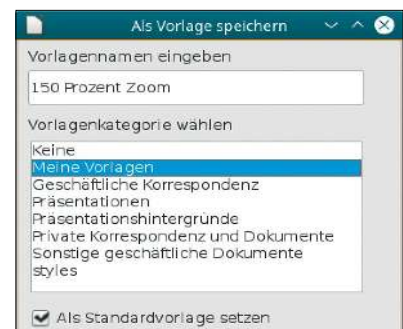 Als Vorlage speichern
Vorlagennamen eingeben
150 Prozent Zoom
Vorlagenkategorie wählen
Keine
Meine Vorlagen
Geschäftliche Korrespondenz
Präsentationen
Präsentationshintergründe
Private Korrespondenz und Dokumente
Sonstige geschäftliche Dokumente
styles
Als Standardvorlage setzen